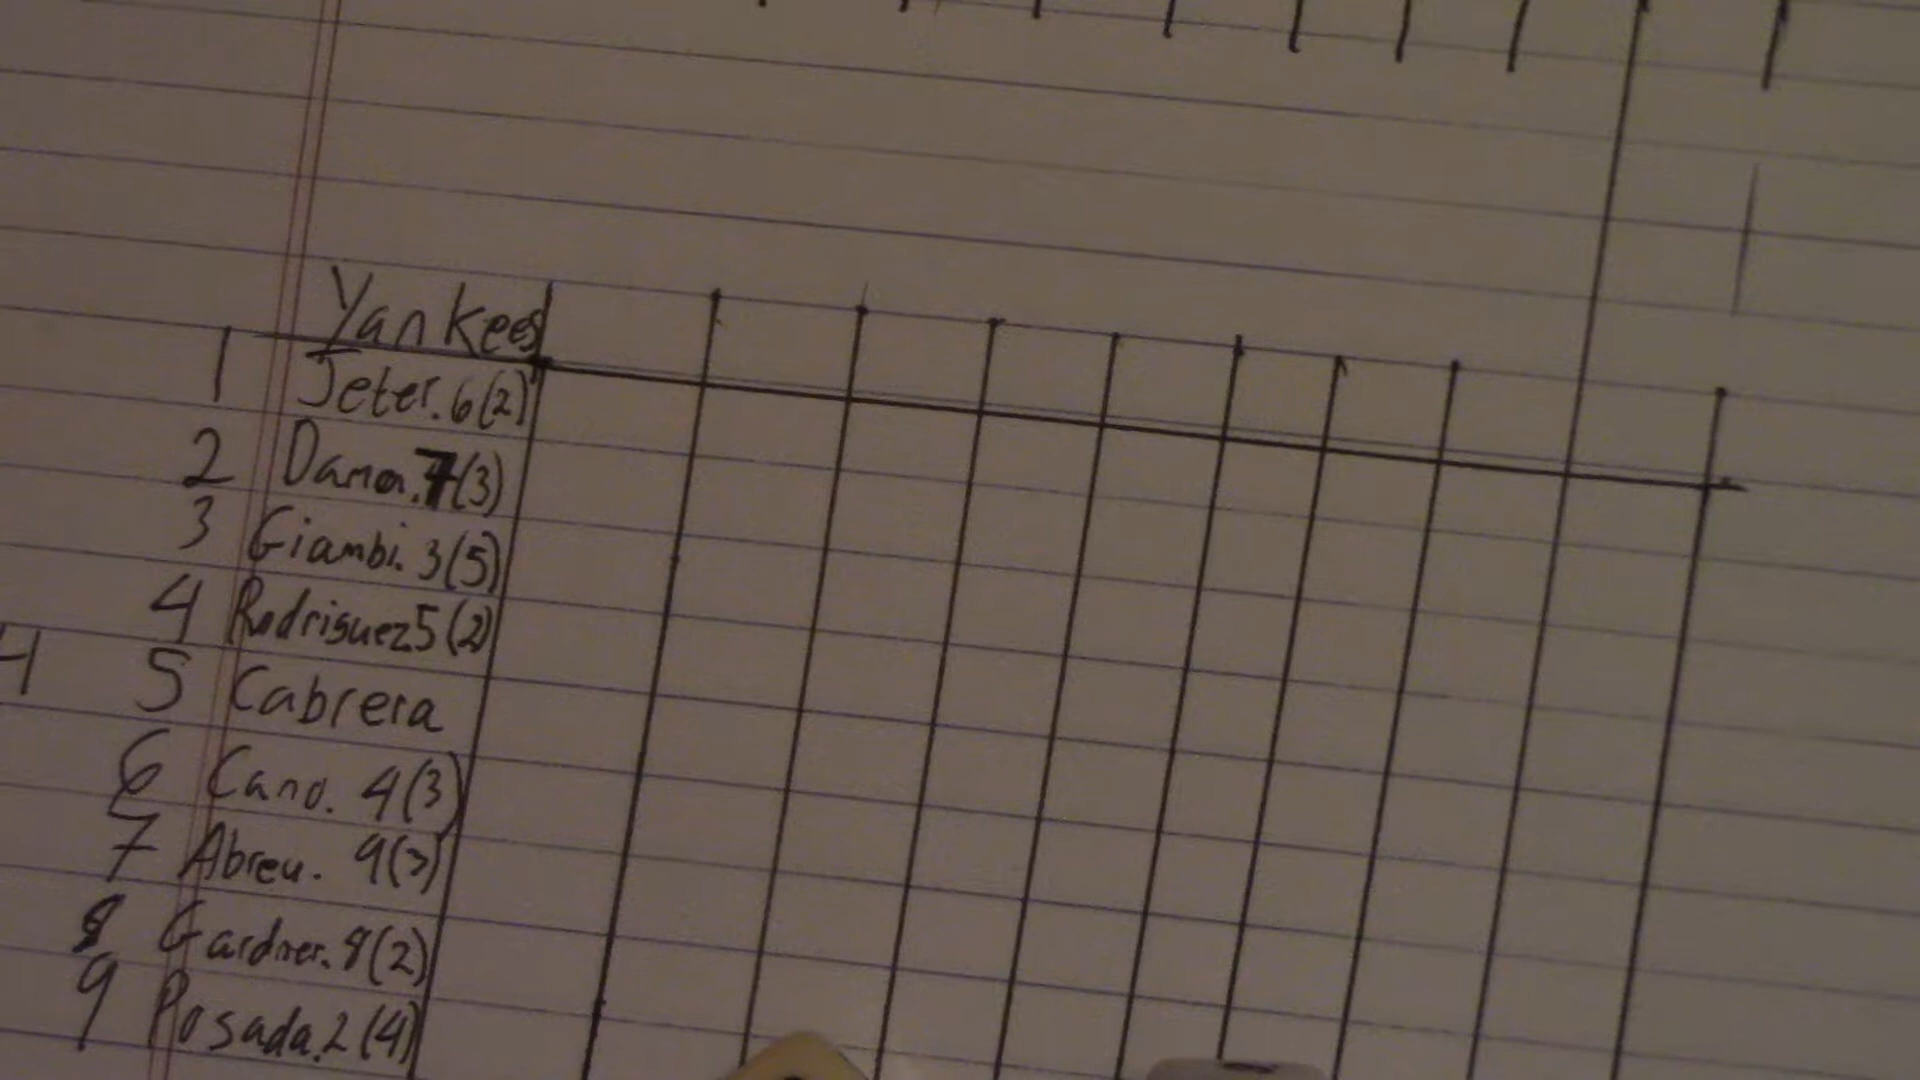 Yankees
1 Jeter. 6(2)
2 Damon. 7(3)
3 Giambi. 3(5)
4 Rodriguez 5(2)
H 5 Cabrera
6 Cano. 4(3)
7 Abreu. 9(3)
8 Gardner. 8(2)
9 Posada. 2(4)